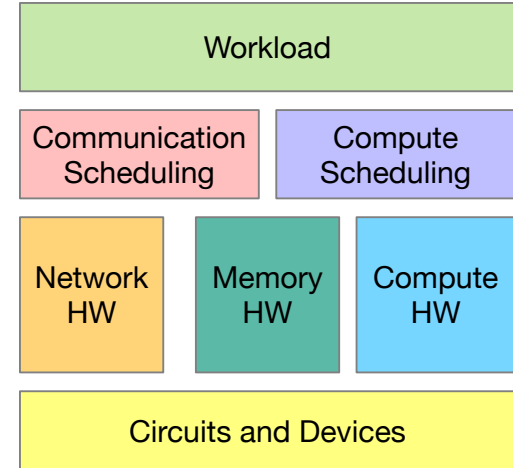 Workload
Communication
Scheduling
Compute
Scheduling
Network
HW
Memory
HW
Compute
HW
Circuits and Devices